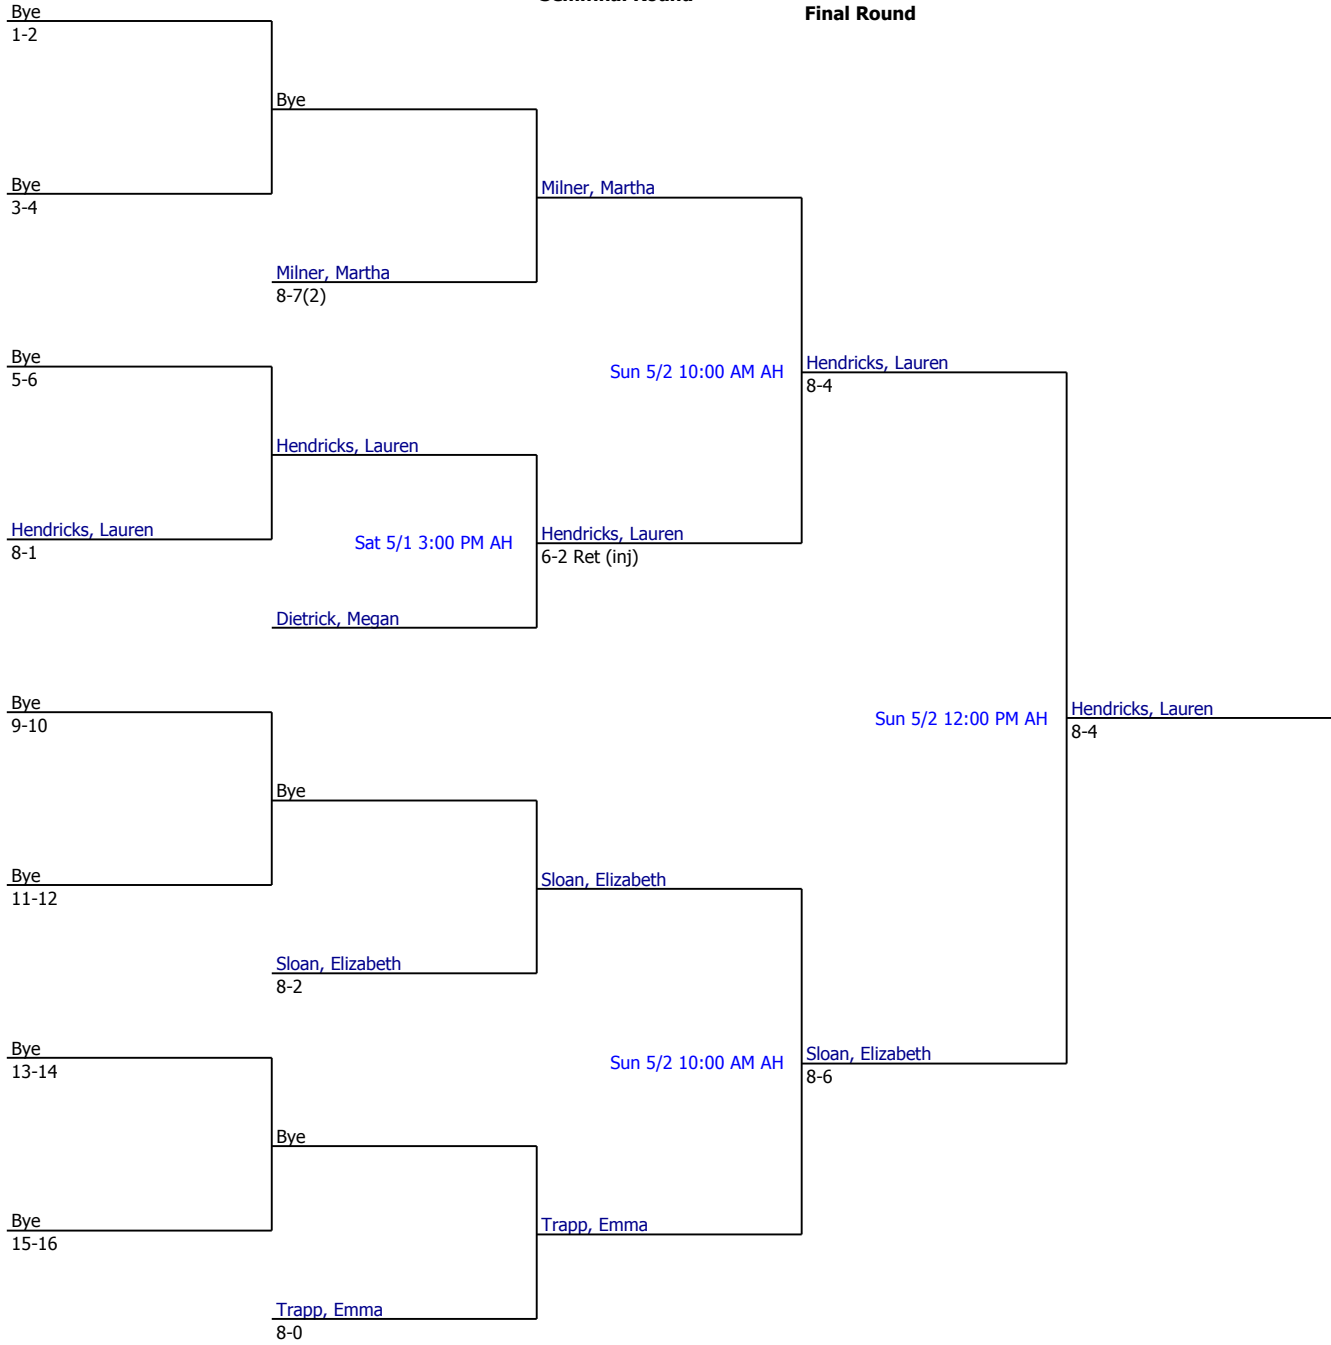 Semifinal Round
Final Round
Bye
1-2
Bye
Bye
3-4
Milner, Martha
Milner, Martha
8-7(2)
Bye
5-6
Sun 5/2 10:00 AM AH
Hendricks, Lauren
8-4
Hendricks, Lauren
Hendricks, Lauren
8-1
Sat 5/1 3:00 PM AH
Hendricks, Lauren
6-2 Ret (inj)
Dietrick, Megan
Bye
9-10
Sun 5/2 12:00 PM AH
Hendricks, Lauren
8-4
Bye
Bye
11-12
Sloan, Elizabeth
Sloan, Elizabeth
8-2
Bye
13-14
Sun 5/2 10:00 AM AH
Sloan, Elizabeth
8-6
Bye
Bye
15-16
Trapp, Emma
Trapp, Emma
8-0